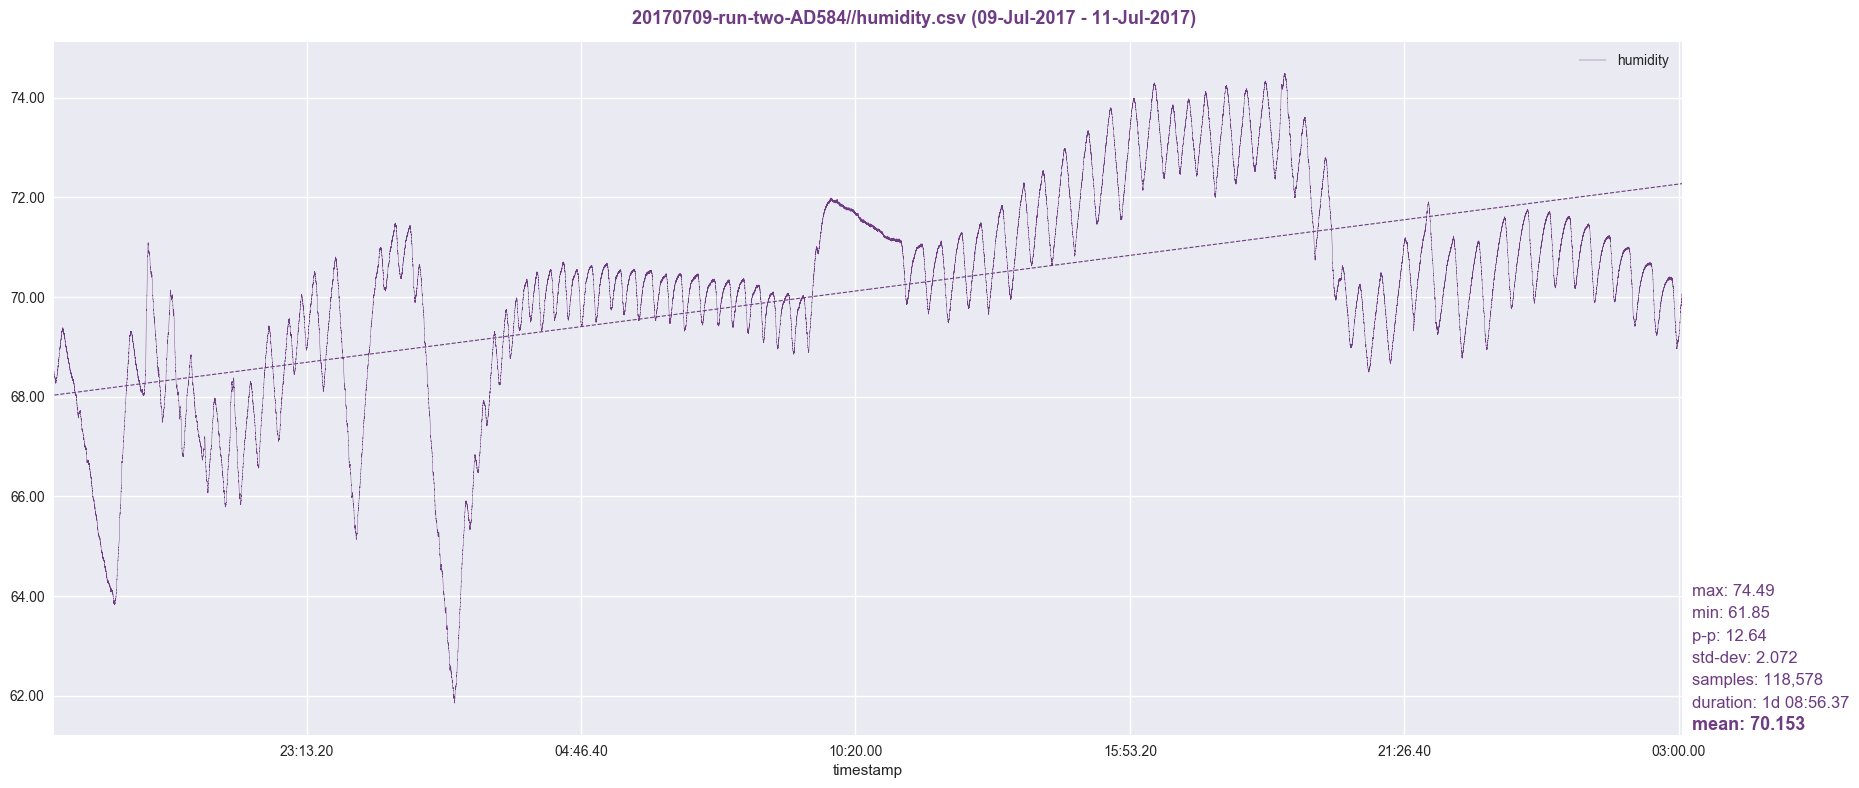 20170709-run-two-AD584//humidity.csv (09-Jul-2017 - 11-Jul-2017)
humidity
74.00
72.00
70.00
68.00
66.00
64.00
62.00
max: 74.49
min: 61.85
p-p: 12.64
std-dev: 2.072
samples: 118,578
duration: 1d 08:56.37
mean: 70.153
23:13.20 04:46.40 10:20.00 15:53.20 21:26.40 03:00.00
timestamp